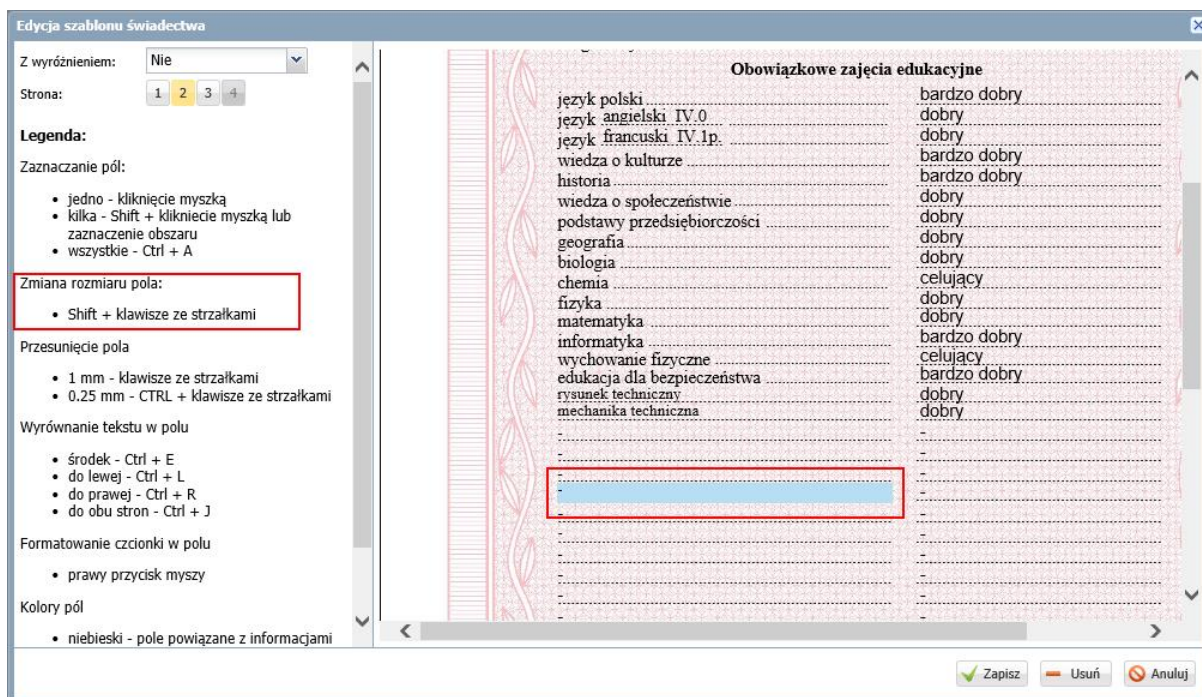 Edycja szablonu świadectwa
Z wyróżnieniem: Nie
Strona: 1 2 3 4
Legenda:
Zaznaczanie pól:
• jedno - kliknięcie myszką
• kilka - Shift + klikniecie myszką lub
zaznaczenie obszaru
• wszystkie - Ctrl + A
Zmiana rozmiaru pola:
• Shift + klawisze ze strzałkami
Przesunięcie pola
• 1 mm - klawisze ze strzałkami
• 0.25 mm - CTRL + klawisze ze strzałkami
Wyrównanie tekstu w polu
• środek - Ctrl + E
• do lewej - Ctrl + L
• do prawej - Ctrl + R
• do obu stron - Ctrl + J
Formatowanie czcionki w polu
• prawy przycisk myszy
Kolory pól
• niebieski - pole powiązane z informacjami
Obowiązkowe zajęcia edukacyjne
język polski bardzo dobry
język angielski IV.0 dobry
język francuski IV.1p. dobry
wiedza o kulturze bardzo dobry
historia bardzo dobry
wiedza o społeczeństwie dobry
podstawy przedsiębiorczości dobry
geografia dobry
biologia dobry
chemia celujący
fizyka dobry
matematyka dobry
informatyka bardzo dobry
wychowanie fizyczne celujący
edukacja dla bezpieczeństwa bardzo dobry
rysunek techniczny dobry
mechanika techniczna dobry
- -
- -
- -
- -
- -
- -
- -
- -
- -
- -
Zapisz Usuń Anuluj